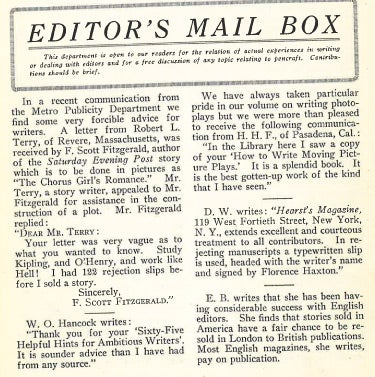 EDITOR'S MAIL BOX
This department is open to our readers for the relation of actual experiences in writing
or dealing with editors and for a free discussion of any topic relating to pencraft. Contribu-
tions should be brief.
In a recent communication from
the Metro Publicity Department we
find some very forcible advice for
writers. A letter from Robert L.
Terry, of Revere, Massachusetts, was
received by F. Scott Fitzgerald, author
of the Saturday Evening Post story
which is to be done in pictures as
"The Chorus Girl's Romance." Mr.
Terry, a story writer, appealed to Mr.
Fitzgerald for assistance in the con-
struction of a plot. Mr. Fitzgerald
replied:
"DEAR MR. TERRY:
Your letter was very vague as to
what you wanted to know. Study
Kipling, and O'Henry, and work like
Hell! I had 122 rejection slips be-
fore I sold a story.
Sincerely,
F. SCOTT FITZGERALD."
W. O. Hancock writes:
"Thank you for your 'Sixty-Five
Helpful Hints for Ambitious Writers'.
It is sounder advice than I have had
from any source."
We have always taken particular
pride in our volume on writing photo-
plays but we were more than pleased
to receive the following communica-
tion from H. H. F., of Pasadena, Cal.:
"In the Library here I saw a
copy of your 'How to Write Moving Pic-
ture Plays.' It is a splendid book. It
is the best gotten-up work of the kind
that I have seen."
D. W. writes: "Hearst's Magazine,
119 West Fortieth Street, New York,
N. Y., extends excellent and courteous
treatment to all contributors. In re-
jecting manuscripts a typewritten slip
is used, headed with the writer's name
and signed by Florence Haxton."
E. B. writes that she has been hav-
ing considerable success with English
editors. She finds that stories sold in
America have a fair chance to be re-
sold in London to British publications.
Most English magazines, she writes,
pay on publication.